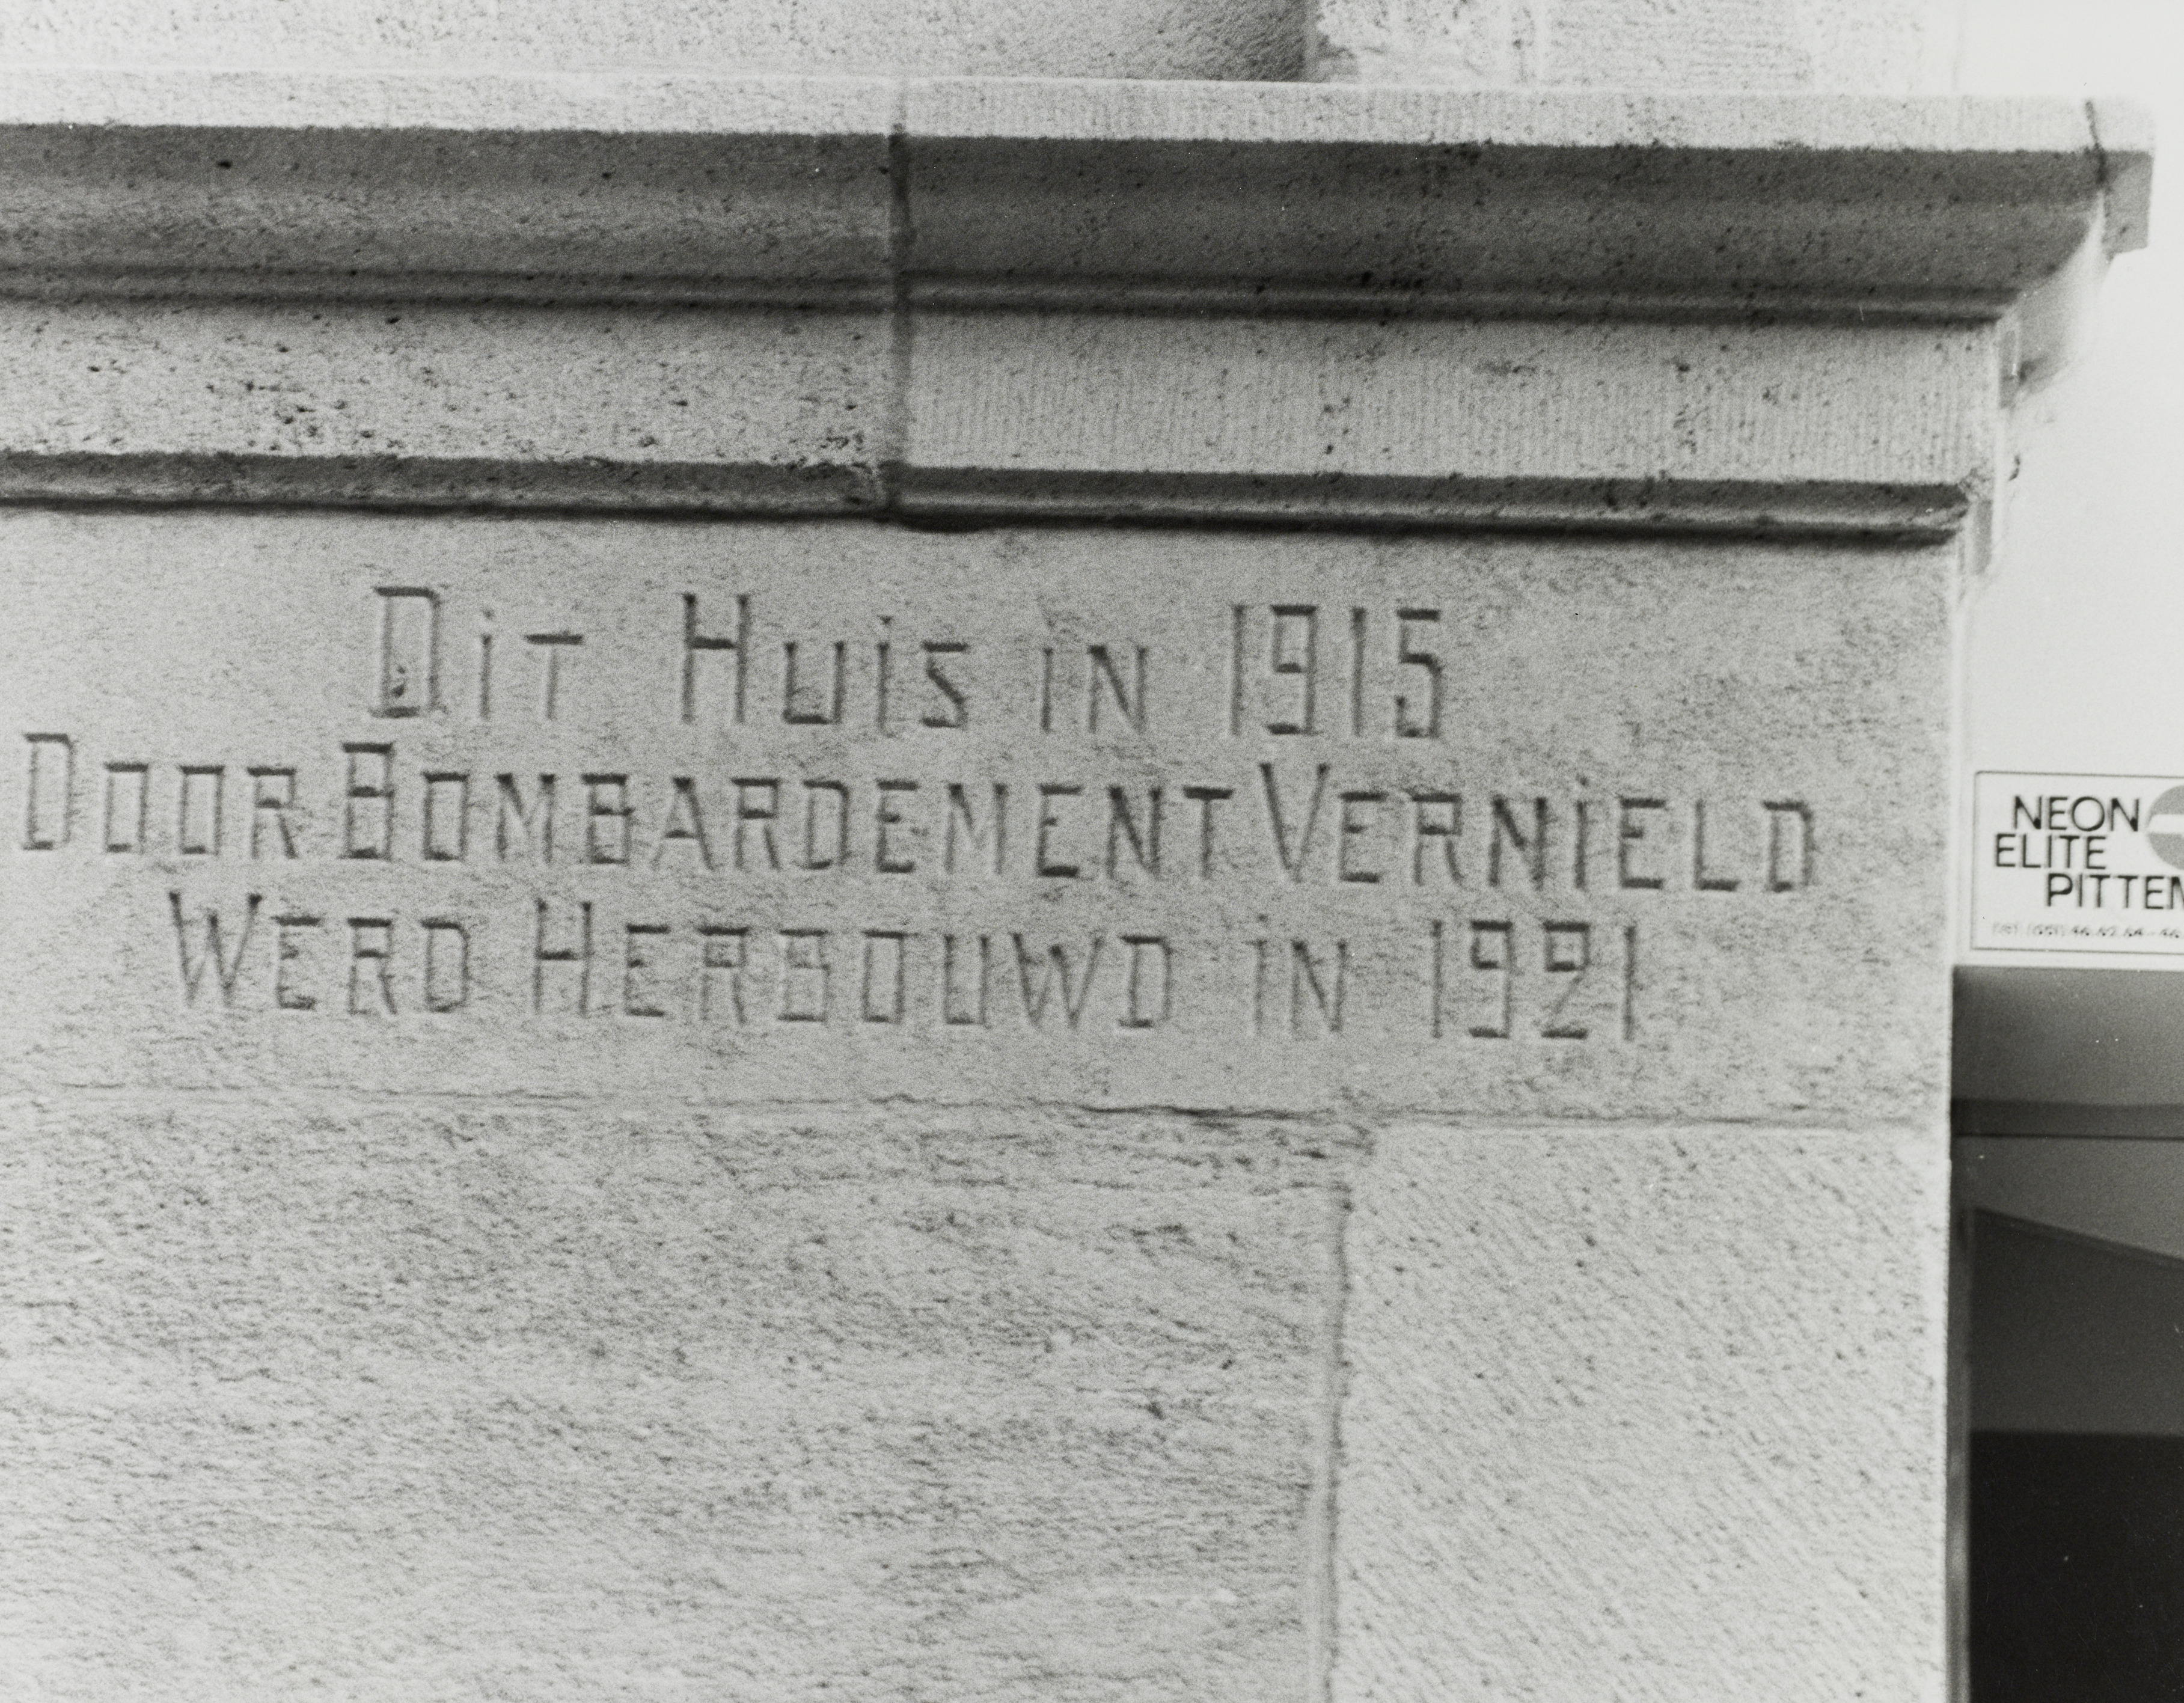 Dit Huis in 1915
Door Bombardement Vernield
Werd Herbouwd in 1921
NEON
ELITE
PITTEM